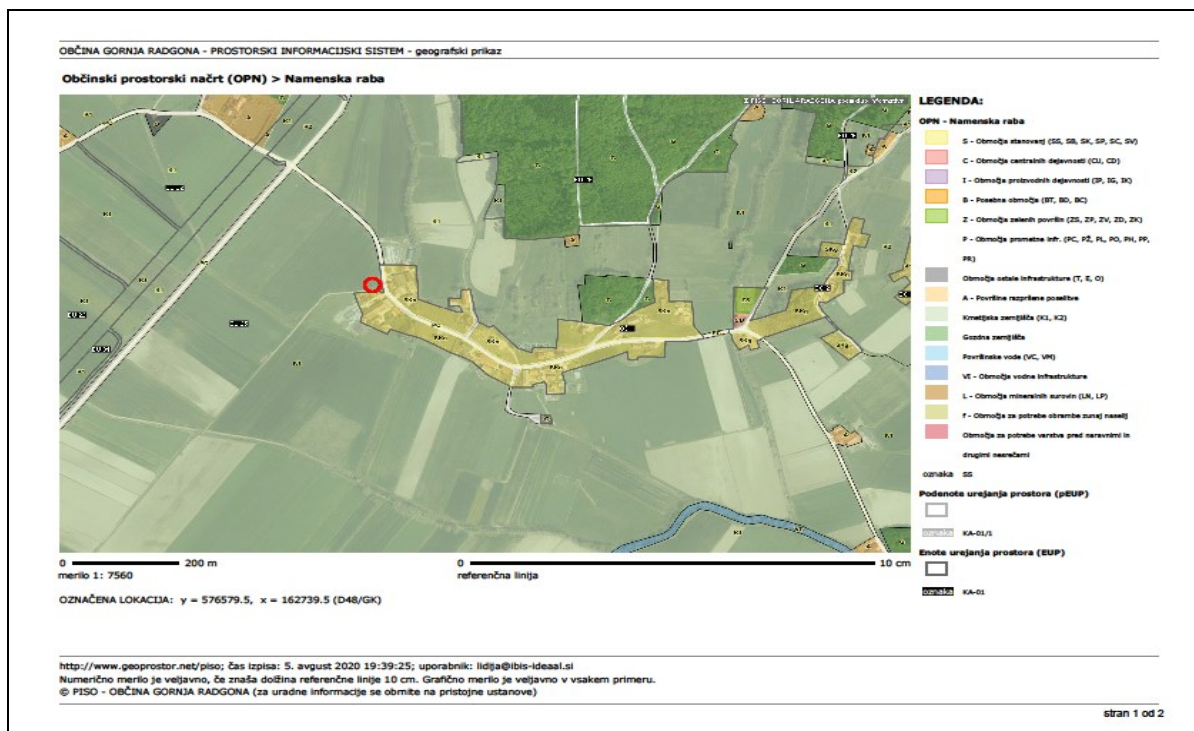 OBČINA GORNJA RADGONA - PROSTORSKI INFORMACIJSKI SISTEM - geografski prikaz
Občinski prostorski načrt (OPN) > Namenska raba
LEGENDA:
OPN - Namenska raba
S - Območja stanovanj (SS, SB, SK, SP, SC, SV)
C - Območja centralnih dejavnosti (CU, CD)
I - Območja proizvodnih dejavnosti (IP, IG, IK)
B - Posebna območja (BT, BD, BC)
Z - Območja zelenih površin (ZS, ZP, ZV, ZD, ZK)
P - Območja prometne infr. (PC, PŽ, PL, PO, PH, PP,
PR)
Območja ostale infrastrukture (T, E, O)
A - Površine razpršene poselitve
Kmetijska zemljišča (K1, K2)
Gozdna zemljišča
Površinske vode (VC, VM)
VI - Območja vodne infrastrukture
L - Območja mineralnih surovin (LN, LP)
f - Območja za potrebe obrambe zunaj naselij
Območja za potrebe varstva pred naravnimi in
drugimi nesrečami
oznaka SS
Podenote urejanja prostora (pEUP)
oznaka KA-01/1
Enote urejanja prostora (EUP)
oznaka KA-01
0 200 m
merilo 1: 7560
0 10 cm
referenčna linija
OZNAČENA LOKACIJA: y = 576579.5, x = 162739.5 (D48/GK)
http://www.geoprostor.net/piso; čas izpisa: 5. avgust 2020 19:39:25; uporabnik: lidija@ibis-ideaal.si
Numerično merilo je veljavno, če znaša dolžina referenčne linije 10 cm. Grafično merilo je veljavno v vsakem primeru.
© PISO - OBČINA GORNJA RADGONA (za uradne informacije se obrnite na pristojne ustanove)
stran 1 od 2